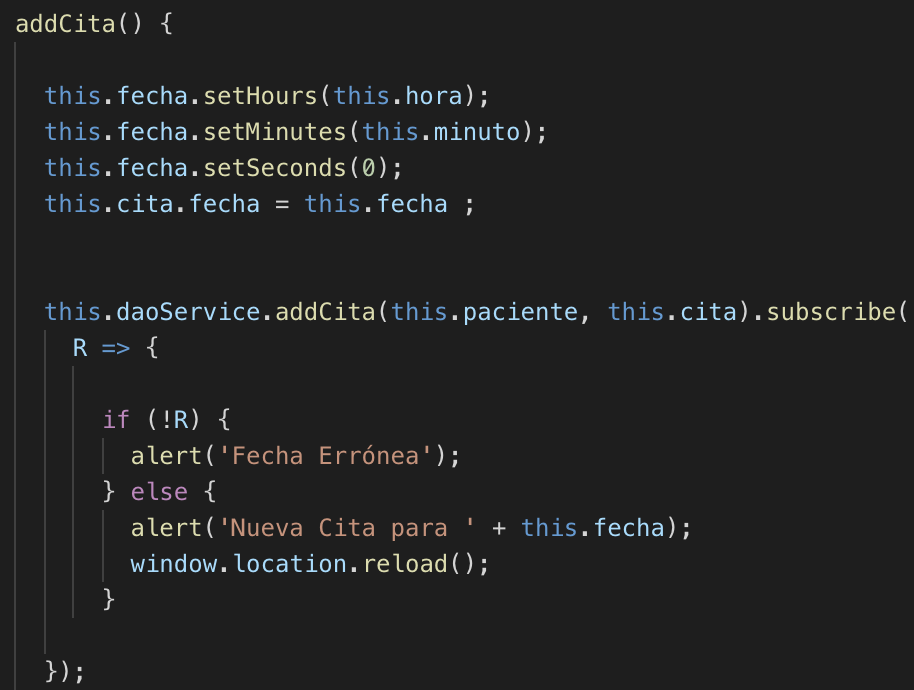 addCita() {
this.fecha.setHours(this.hora);
this.fecha.setMinutes(this.minuto);
this.fecha.setSeconds(0);
this.cita.fecha = this.fecha ;
this.daoService.addCita(this.paciente, this.cita).subscribe(
R => {
if (!R) {
alert('Fecha Errónea');
} else {
alert('Nueva Cita para ' + this.fecha);
window.location.reload();
}
});